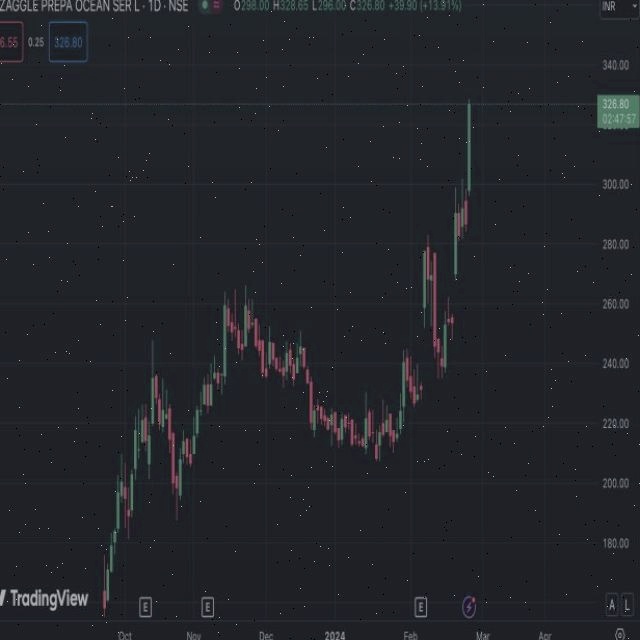 ZAGGLE PREPA OCEAN SER L · 1D · NSE O298.00 H328.65 L296.00 C326.80 +39.90 (+13.91%) INR
6.55 0.25 326.80
340.00
326.80
02:47:57
300.00
280.00
260.00
240.00
220.00
200.00
180.00
TradingView
E E E A L
Oct Nov Dec 2024 Feb Mar Apr